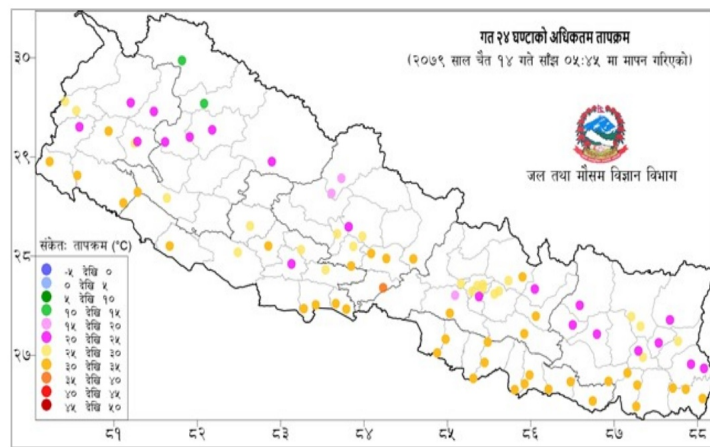 गत २४ घण्टाको अधिकतम तापक्रम
(२०७९ साल चैत १४ गते साँझ ०५:४५ मा मापन गरिएको)
जल तथा मौसम विज्ञान विभाग
३०
२९
२८
२७
संकेतः तापक्रम (°C)
-५ देखि ०
० देखि ५
५ देखि १०
१० देखि १५
१५ देखि २०
२० देखि २५
२५ देखि ३०
३० देखि ३५
३५ देखि ४०
४० देखि ४५
४५ देखि ५०
८१ ८२ ८३ ८४ ८५ ८६ ८७ ८८